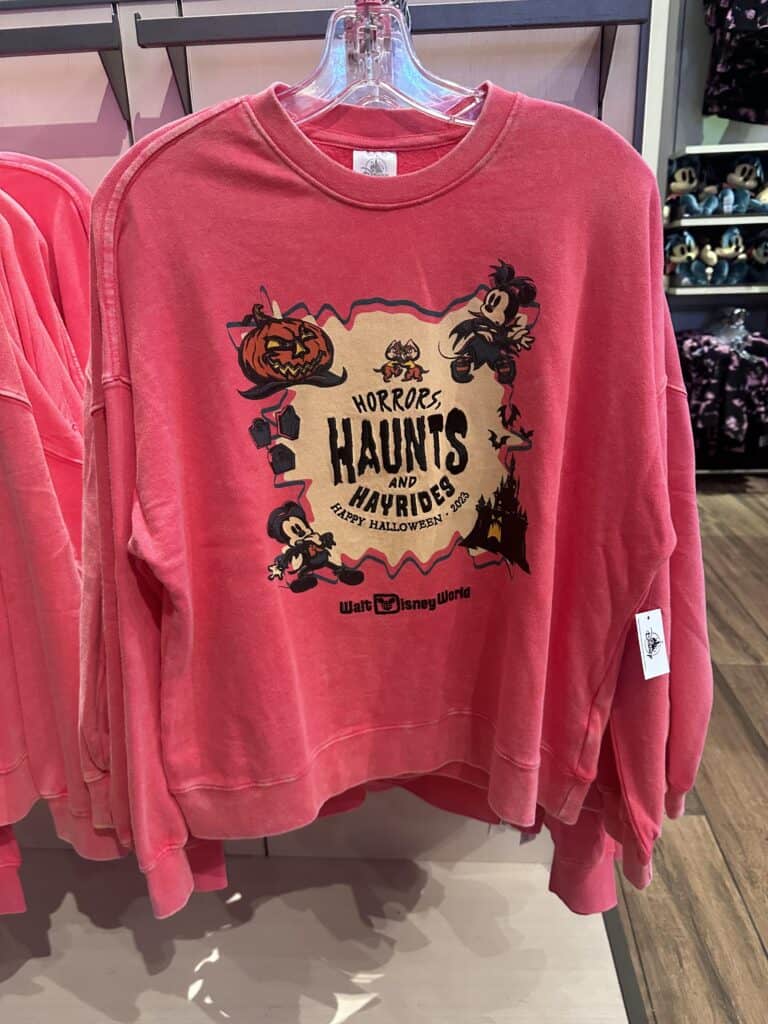 HORRORS,
HAUNTS
AND
HAYRIDES
HAPPY HALLOWEEN - 2023
Walt Disney World